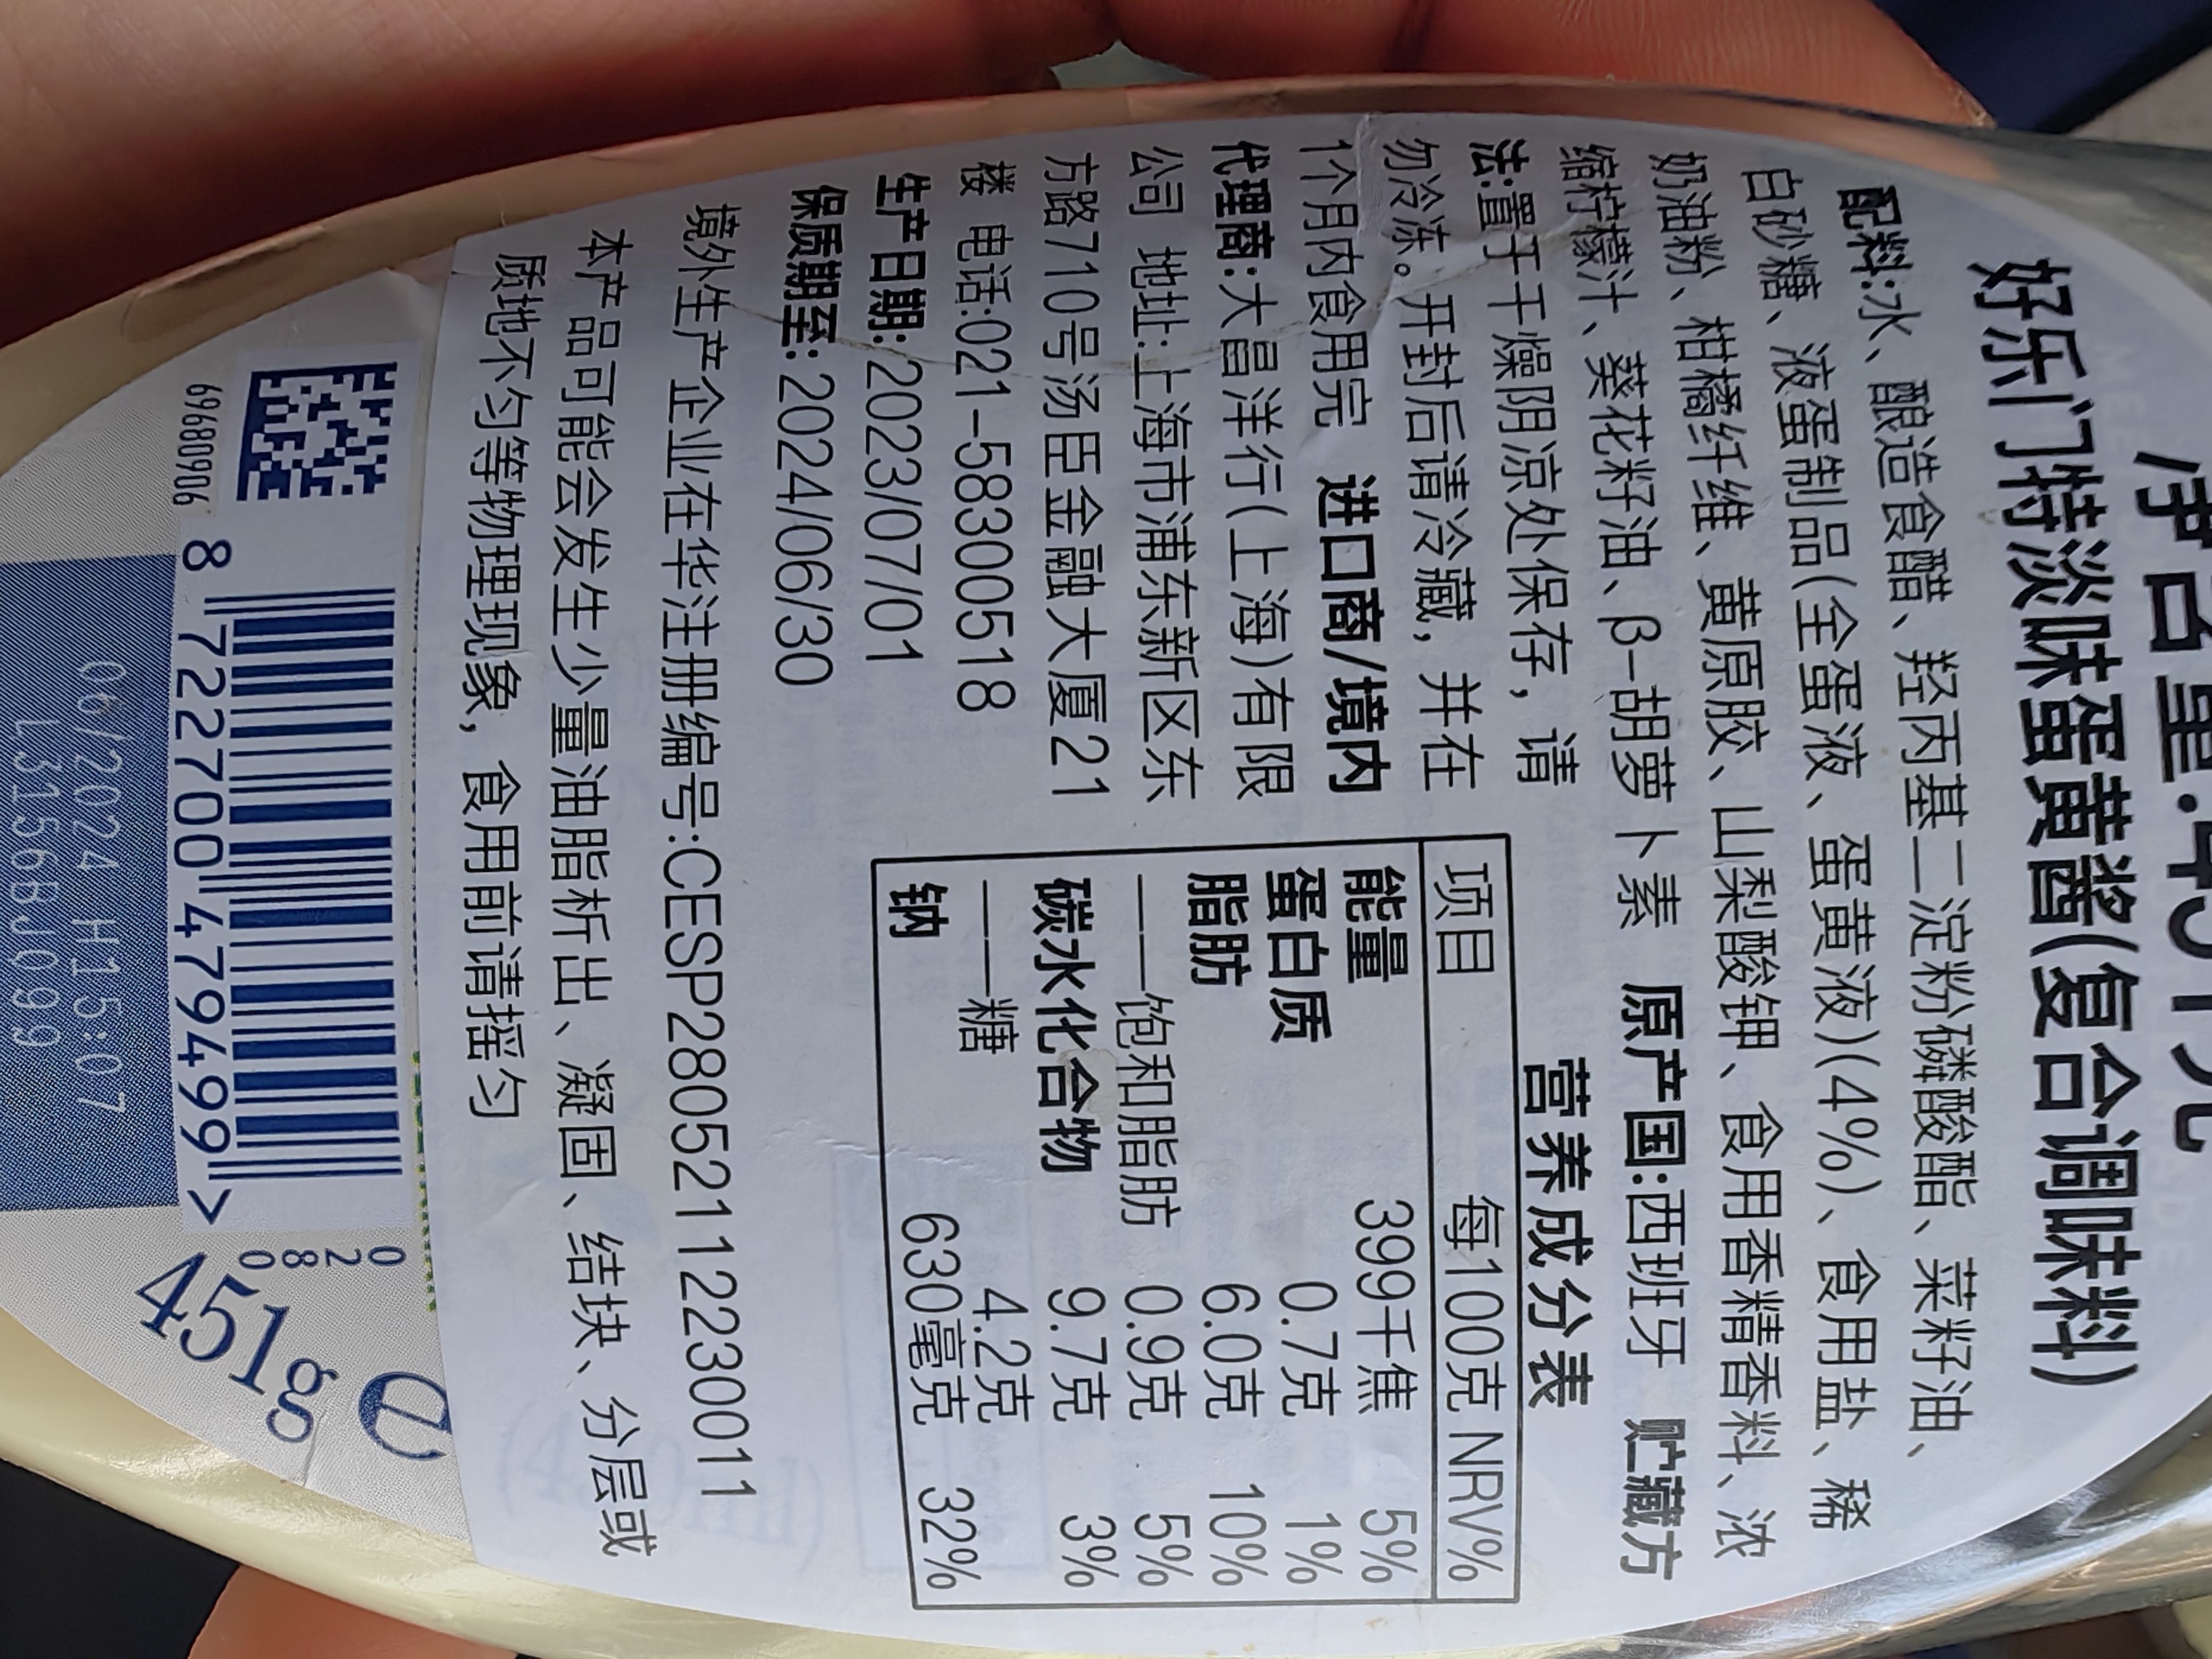 净含量:451克
好乐门特淡味蛋黄酱(复合调味料)
配料:水、酿造食醋、羟丙基二淀粉磷酸酯、菜籽油、
白砂糖、液蛋制品(全蛋液、蛋黄液)(4%)、食用盐、稀
奶油粉、柑橘纤维、黄原胶、山梨酸钾、食用香精香料、浓
缩柠檬汁、葵花籽油、β-胡萝卜素 原产国:西班牙 贮藏方
法:置于干燥阴凉处保存,请
勿冷冻。开封后请冷藏,并在
1个月内食用完 进口商/境内
代理商:大昌洋行(上海)有限
公司 地址:上海市浦东新区东
方路710号汤臣金融大厦21
楼 电话:021-58300518
生产日期:2023/07/01
保质期至:2024/06/30
营养成分表
项目 每100克 NRV%
能量 399千焦 5%
蛋白质 0.7克 1%
脂肪 6.0克 10%
——饱和脂肪 0.9克 5%
碳水化合物 9.7克 3%
——糖 4.2克
钠 630毫克 32%
境外生产企业在华注册编号:CESP28052112230011
本产品可能会发生少量油脂析出、凝固、结块、分层或
质地不匀等物理现象,食用前请摇匀
69680906
8 722700 479499 >
0280
451g e
06/2024 H15:07
L3156BJ099